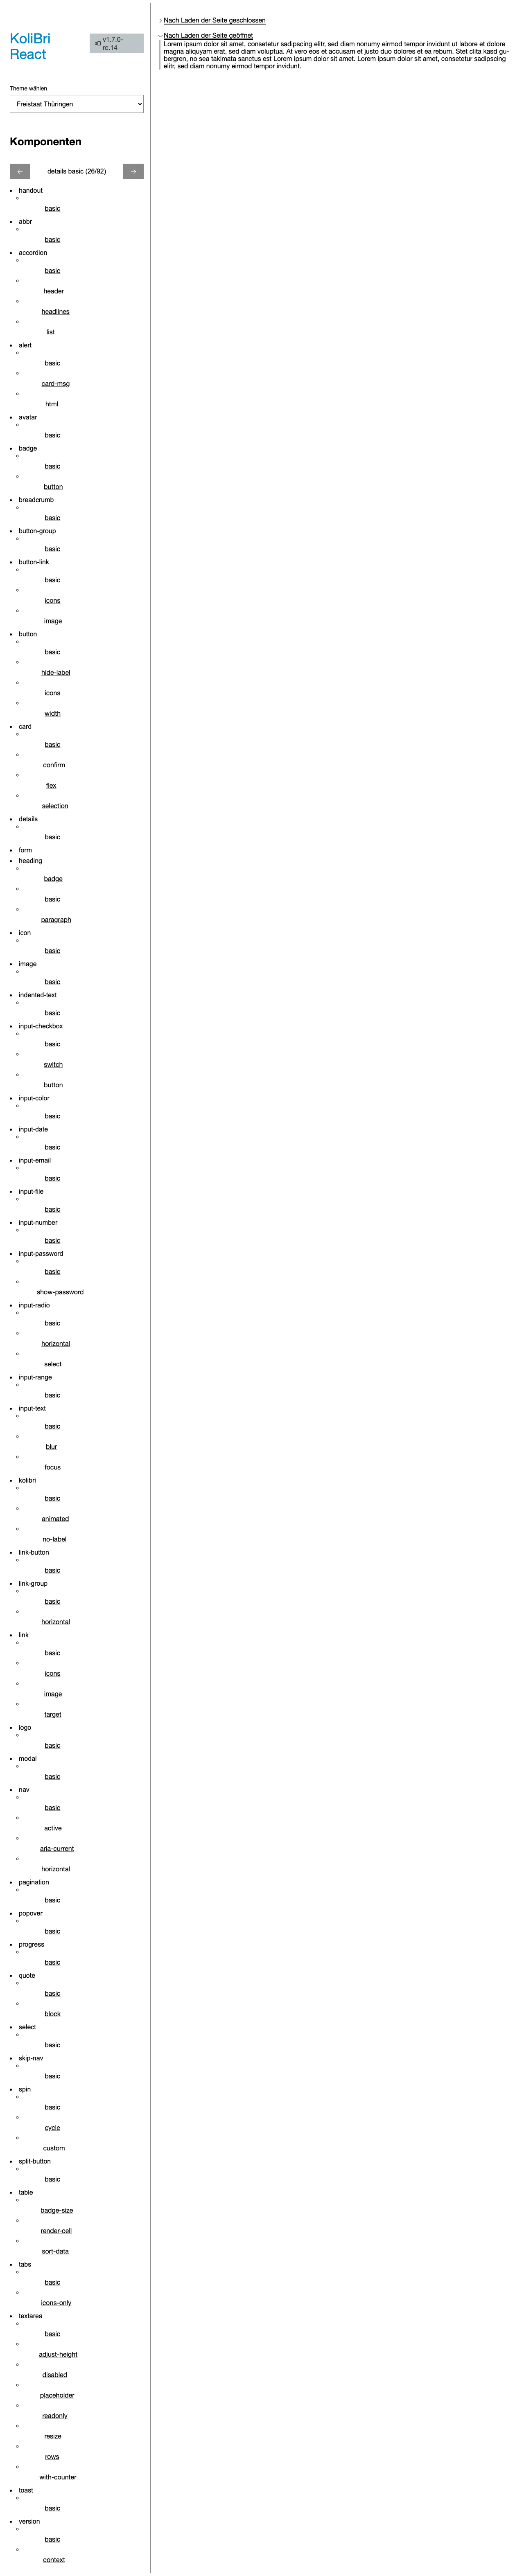 KoliBri
React
v1.7.0-
rc.14
Theme wählen
Freistaat Thüringen
Komponenten
details basic (26/92)
handout
basic
abbr
basic
accordion
basic
header
headlines
list
alert
basic
card-msg
html
avatar
basic
badge
basic
button
breadcrumb
basic
button-group
basic
button-link
basic
icons
image
button
basic
hide-label
icons
width
card
basic
confirm
flex
selection
details
basic
form
heading
badge
basic
paragraph
icon
basic
image
basic
indented-text
basic
input-checkbox
basic
switch
button
input-color
basic
input-date
basic
input-email
basic
input-file
basic
input-number
basic
input-password
basic
show-password
input-radio
basic
horizontal
select
input-range
basic
input-text
basic
blur
focus
kolibri
basic
animated
no-label
link-button
basic
link-group
basic
horizontal
link
basic
icons
image
target
logo
basic
modal
basic
nav
basic
active
aria-current
horizontal
pagination
basic
popover
basic
progress
basic
quote
basic
block
select
basic
skip-nav
basic
spin
basic
cycle
custom
split-button
basic
table
badge-size
render-cell
sort-data
tabs
basic
icons-only
textarea
basic
adjust-height
disabled
placeholder
readonly
resize
rows
with-counter
toast
basic
version
basic
context
Nach Laden der Seite geschlossen
Nach Laden der Seite geöffnet
Lorem ipsum dolor sit amet, consetetur sadipscing elitr, sed diam nonumy eirmod tempor invidunt ut labore et dolore
magna aliquyam erat, sed diam voluptua. At vero eos et accusam et justo duo dolores et ea rebum. Stet clita kasd gu-
bergren, no sea takimata sanctus est Lorem ipsum dolor sit amet. Lorem ipsum dolor sit amet, consetetur sadipscing
elitr, sed diam nonumy eirmod tempor invidunt.